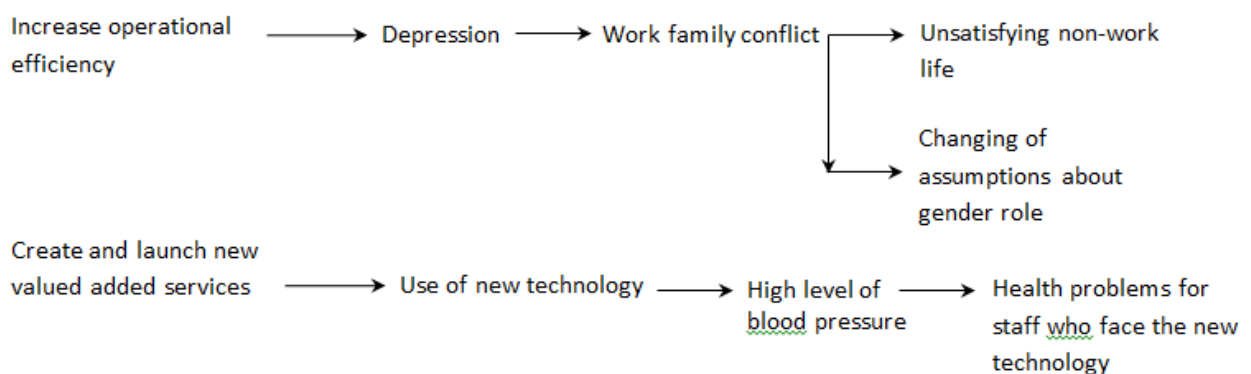 Increase operational
efficiency
Depression
Work family conflict
Unsatisfying non-work
life
Changing of
assumptions about
gender role
Create and launch new
valued added services
Use of new technology
High level of
blood pressure
Health problems for
staff who face the new
technology